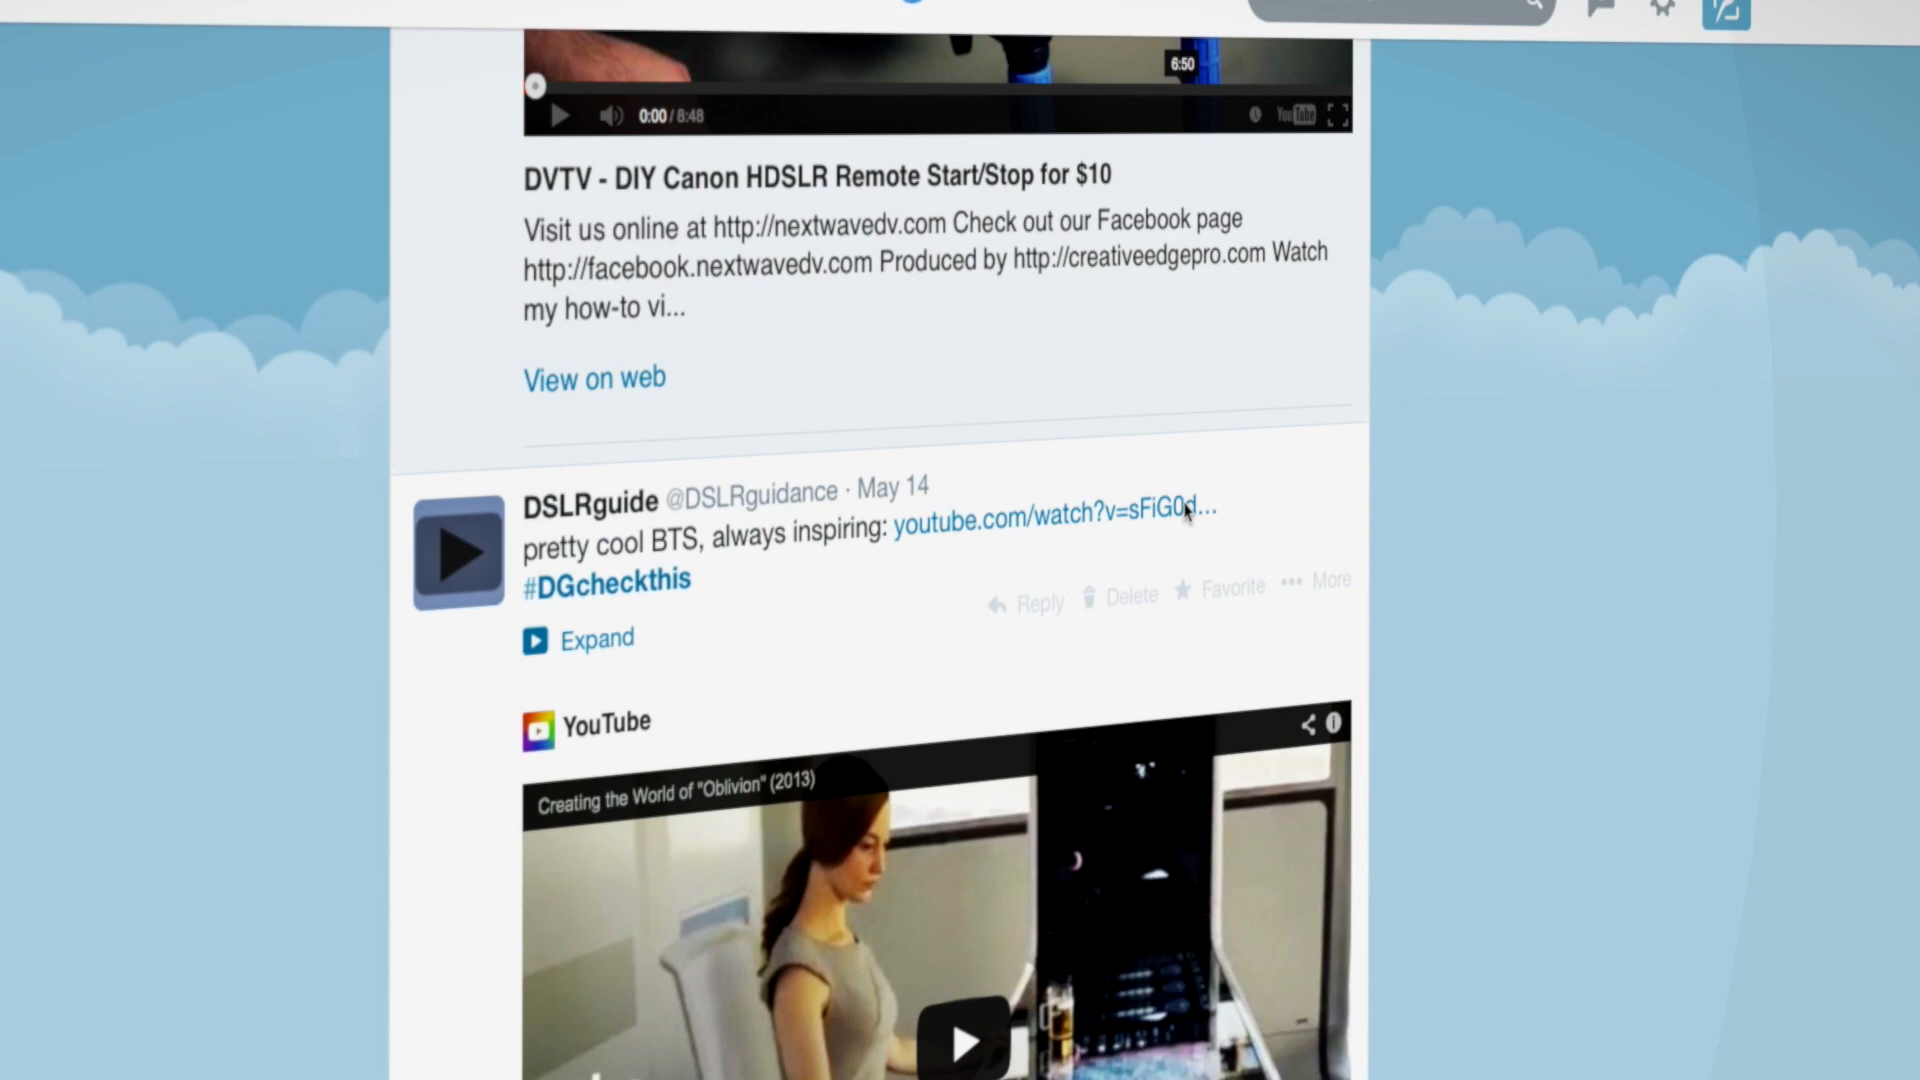 6:50
0:00 / 8:48
YouTube
DVTV - DIY Canon HDSLR Remote Start/Stop for $10
Visit us online at http://nextwavedv.com Check out our Facebook page
http://facebook.nextwavedv.com Produced by http://creativeedgepro.com Watch
my how-to vi...
View on web
DSLRguide @DSLRguidance · May 14
pretty cool BTS, always inspiring: youtube.com/watch?v=sFiG0d...
#DGcheckthis
Reply Delete Favorite More
Expand
YouTube
Creating the World of "Oblivion" (2013)